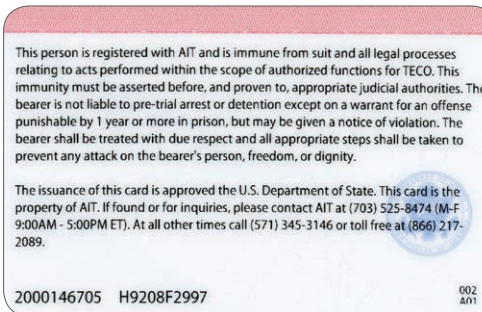 This person is registered with AIT and is immune from suit and all legal processes
relating to acts performed within the scope of authorized functions for TECO. This
immunity must be asserted before, and proven to, appropriate judicial authorities. The
bearer is not liable to pre-trial arrest or detention except on a warrant for an offense
punishable by 1 year or more in prison, but may be given a notice of violation. The
bearer shall be treated with due respect and all appropriate steps shall be taken to
prevent any attack on the bearer's person, freedom, or dignity.
The issuance of this card is approved the U.S. Department of State. This card is the
property of AIT. If found or for inquiries, please contact AIT at (703) 525-8474 (M-F
9:00AM - 5:00PM ET). At all other times call (571) 345-3146 or toll free at (866) 217-
2089.
2000146705 H9208F2997
002
A01